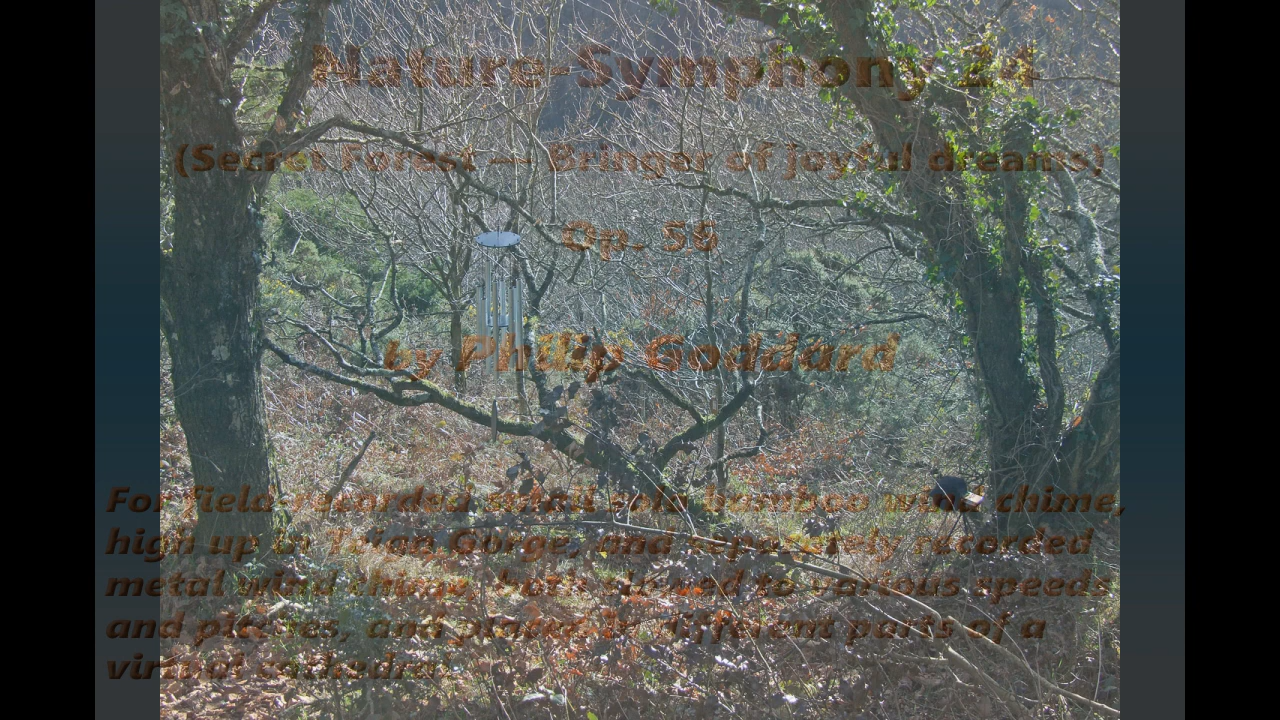 Nature-Symphony 24
(Secret Forest — Bringer of joyful dreams)
Op. 56
by Philip Goddard
For field-recorded small solo bamboo wind chime,
high up in Teign Gorge, and separately recorded
metal wind chime, both slowed to various speeds
and pitches, and placed in different parts of a
virtual cathedral